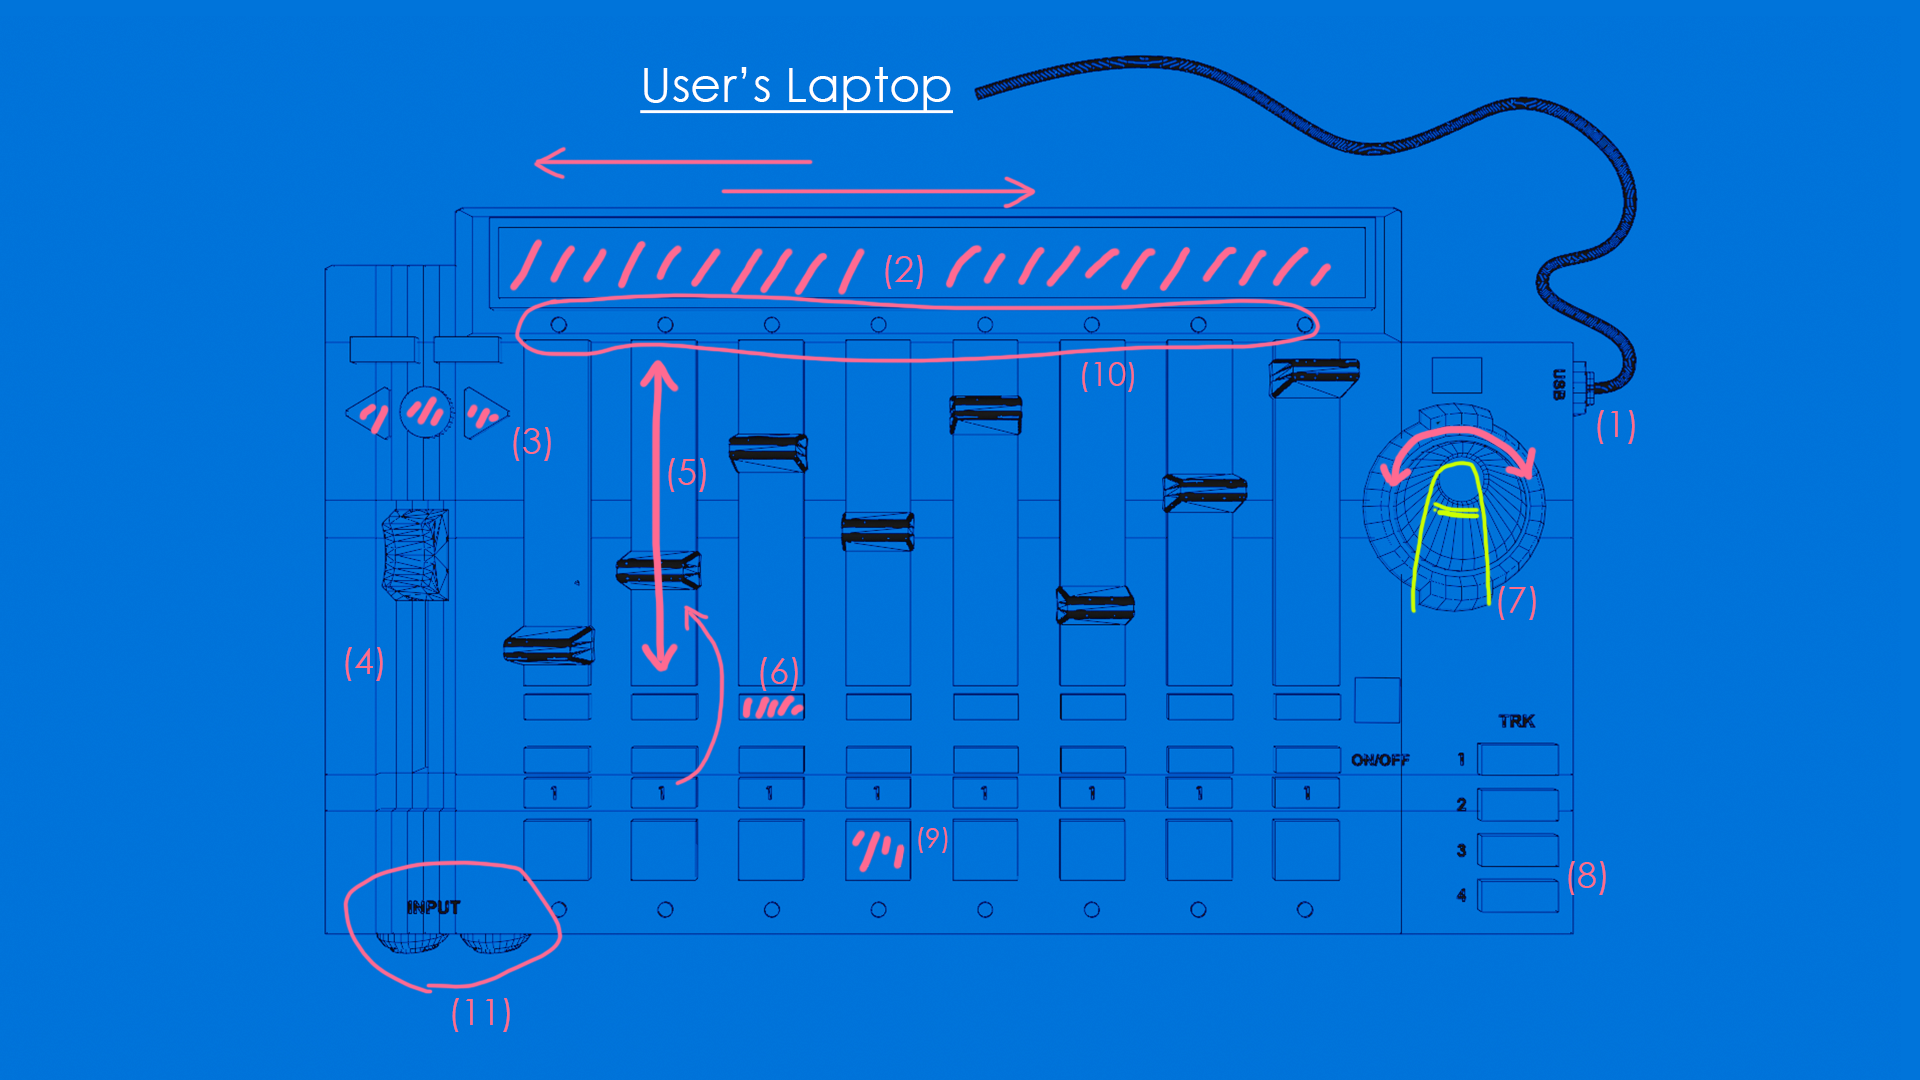 User's Laptop
(2)
(10)
USB
(1)
(3)
(5)
(7)
(4)
(6)
TRK
ON/OFF
1
1 1 1 1 1 1 1 1
2
(9)
3
(8)
4
INPUT
(11)